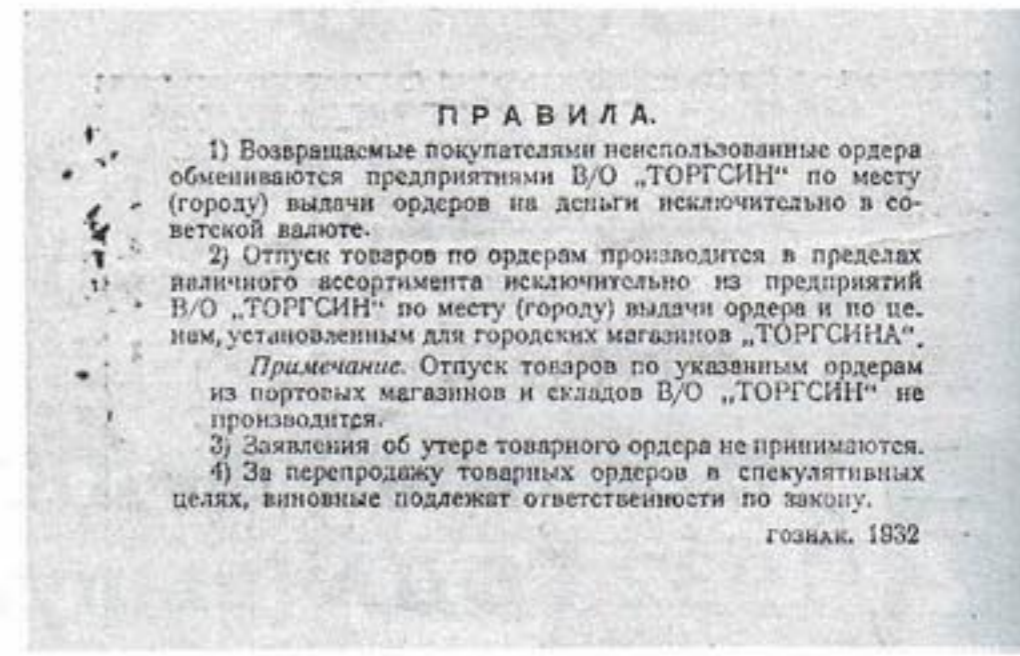 ПРАВИЛА.
1) Возвращаемые покупателями неиспользованные ордера
обмениваются предприятиями В/О „ТОРГСИН“ по месту
(городу) выдачи ордеров на деньги исключительно в со-
ветской валюте.
2) Отпуск товаров по ордерам производится в пределах
наличного ассортимента исключительно из предприятий
В/О „ТОРГСИН“ по месту (городу) выдачи ордера и по це-
нам, установленным для городских магазинов „ТОРГСИНА“.
Примечание. Отпуск товаров по указанным ордерам
из портовых магазинов и складов В/О „ТОРГСИН“ не
производится.
3) Заявления об утере товарного ордера не принимаются.
4) За перепродажу товарных ордеров в спекулятивных
целях, виновные подлежат ответственности по закону.
ГОЗНАК. 1932